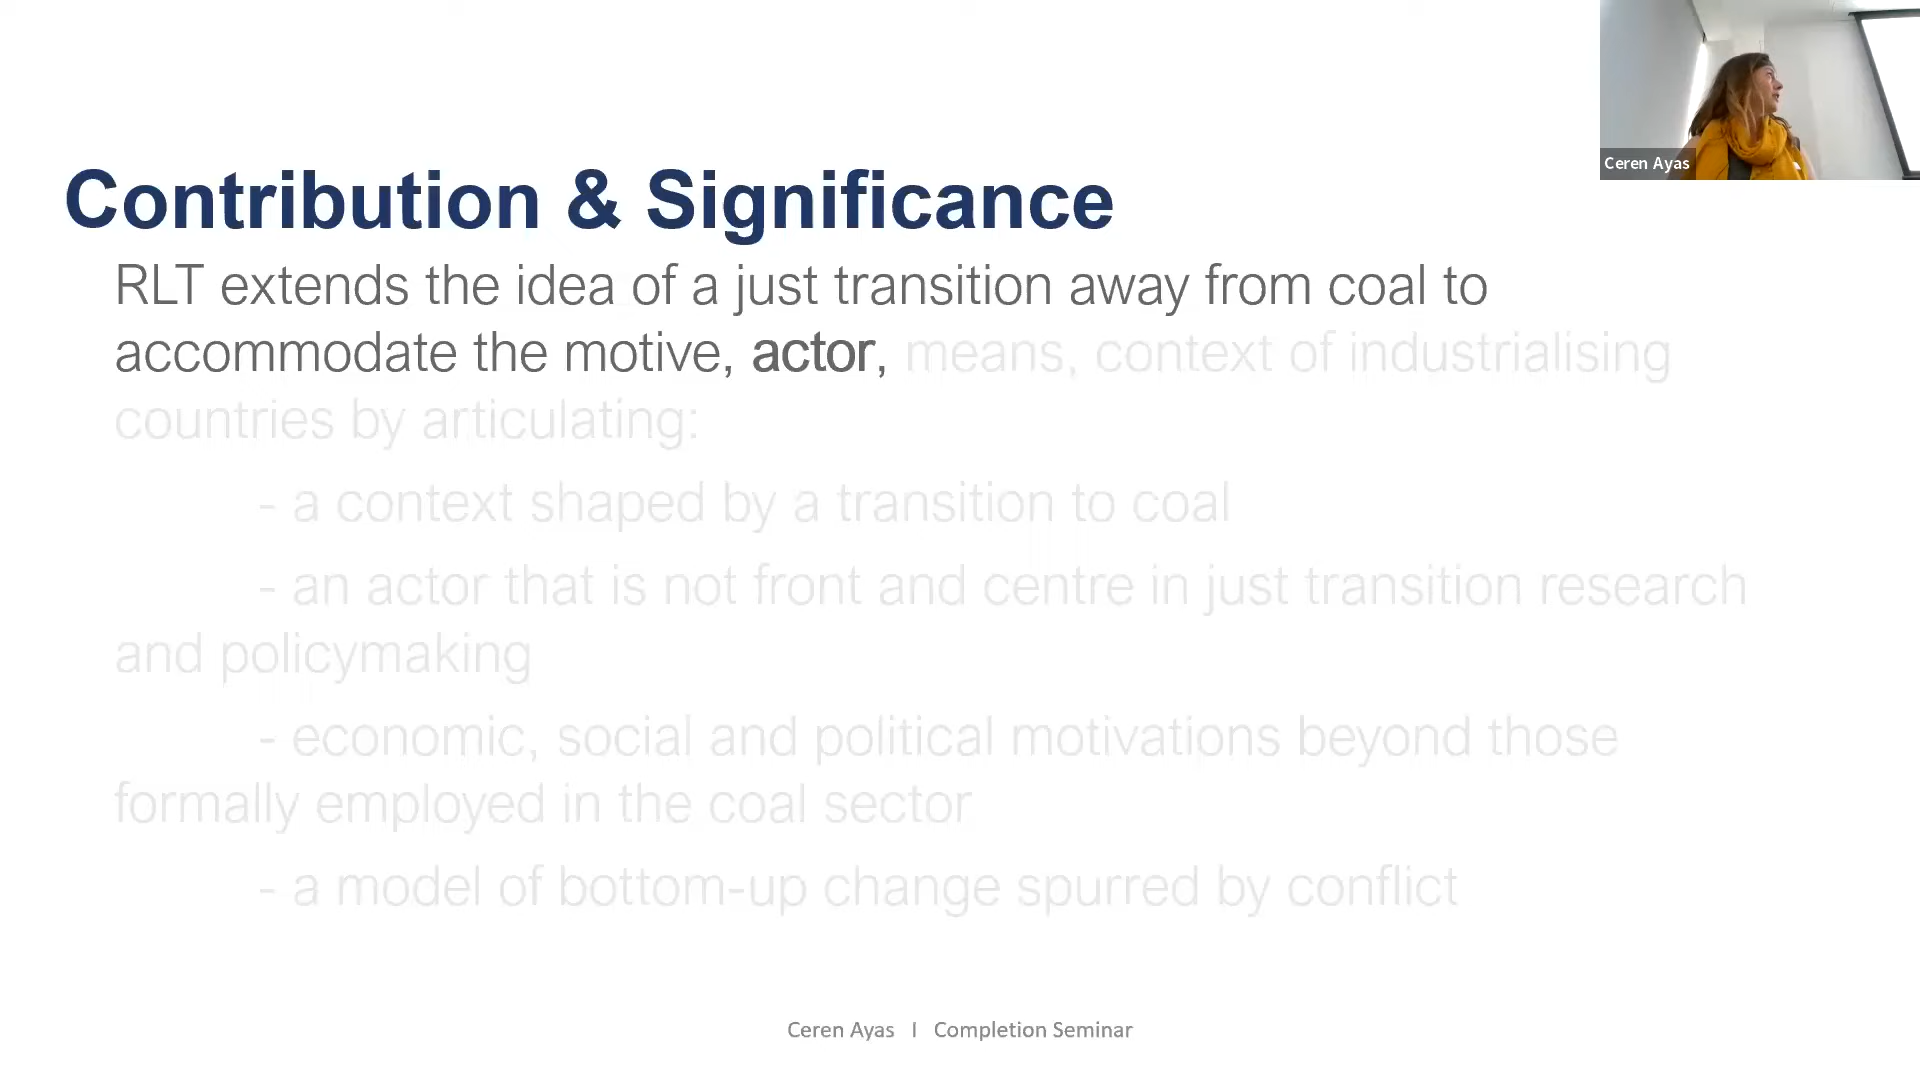 Ceren Ayas
Contribution & Significance
RLT extends the idea of a just transition away from coal to
accommodate the motive, actor, means, context of industrialising
countries by articulating:
- a context shaped by a transition to coal
- an actor that is not front and centre in just transition research
and policymaking
- economic, social and political motivations beyond those
formally employed in the coal sector
- a model of bottom-up change spurred by conflict
Ceren Ayas I Completion Seminar